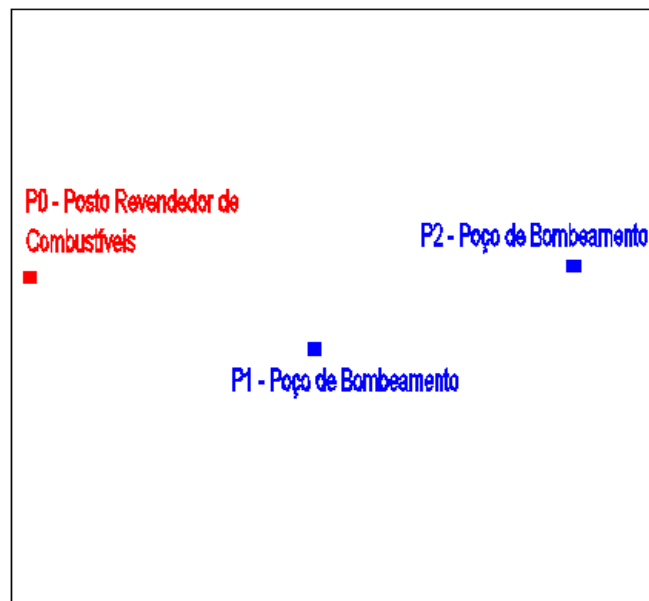 P0 - Posto Revendedor de
Combustíveis
P2 - Poço de Bombeamento
P1 - Poço de Bombeamento